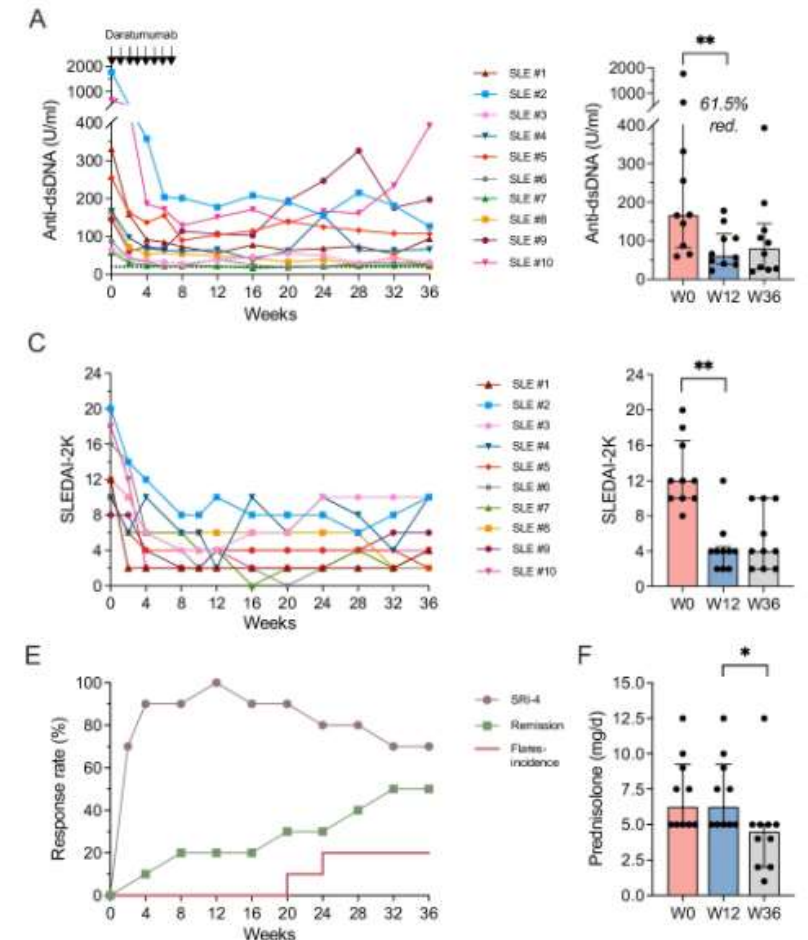 A
Daratumumab
2000
1000
400
300
200
100
0
Anti-dsDNA (U/ml)
0 4 8 12 16 20 24 28 32 36
Weeks
SLE #1
SLE #2
SLE #3
SLE #4
SLE #5
SLE #6
SLE #7
SLE #8
SLE #9
SLE #10
**
2000
1000
400
300
200
100
0
Anti-dsDNA (U/ml)
61.5%
red.
W0 W12 W36
C
24
20
16
12
8
4
0
SLEDAI-2K
0 4 8 12 16 20 24 28 32 36
Weeks
SLE #1
SLE #2
SLE #3
SLE #4
SLE #5
SLE #6
SLE #7
SLE #8
SLE #9
SLE #10
**
24
20
16
12
8
4
0
SLEDAI-2K
W0 W12 W36
E
100
80
60
40
20
0
Response rate (%)
0 4 8 12 16 20 24 28 32 36
Weeks
SRI-4
Remission
Flares-
incidence
F
*
15.0
12.5
10.0
7.5
5.0
2.5
0.0
Prednisolone (mg/d)
W0 W12 W36